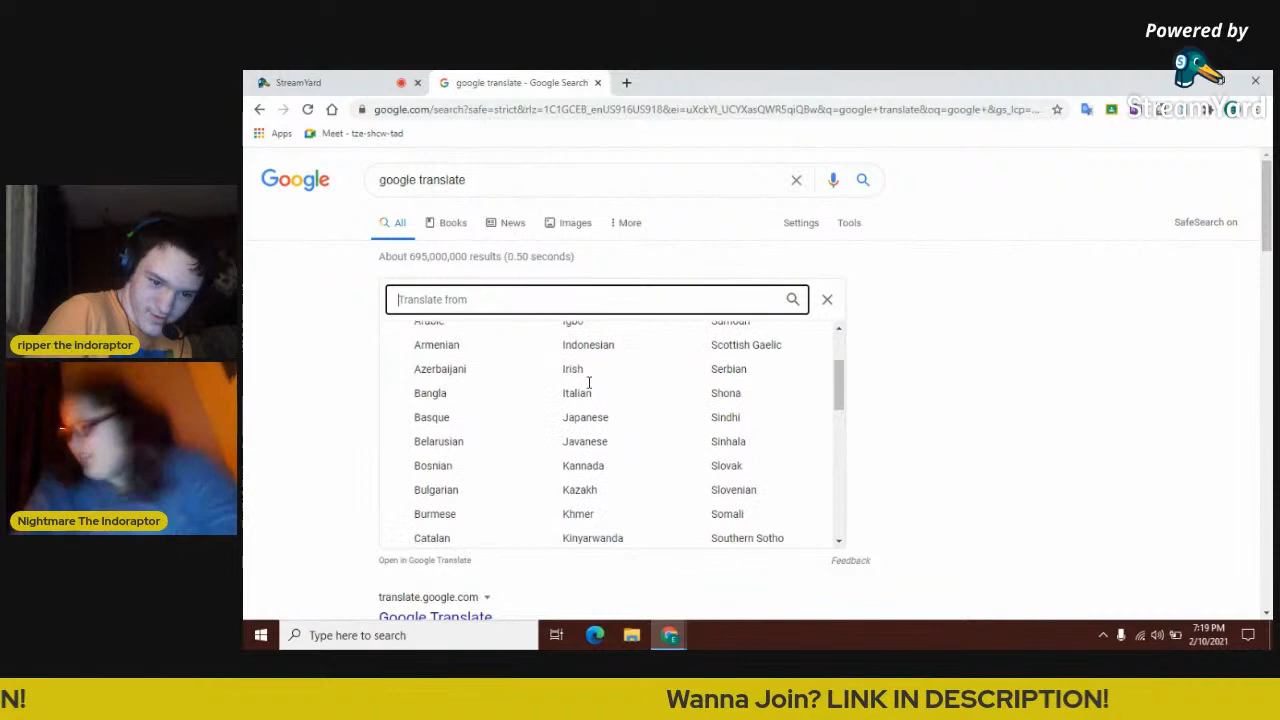 Powered by
StreamYard
StreamYard
google translate - Google Search
google.com/search?safe=strict&rlz=1C1GCEB_enUS916US918&ei=uXckYI_UCYXasQWR5qiQBw&q=google+translate&oq=google+&gs_lcp=...
Apps
Meet - tze-shcw-tad
Google
google translate
All
Books
News
Images
More
Settings
Tools
SafeSearch on
About 695,000,000 results (0.50 seconds)
Translate from
Arabic Igbo Samoan
Armenian Indonesian Scottish Gaelic
Azerbaijani Irish Serbian
Bangla Italian Shona
Basque Japanese Sindhi
Belarusian Javanese Sinhala
Bosnian Kannada Slovak
Bulgarian Kazakh Slovenian
Burmese Khmer Somali
Catalan Kinyarwanda Southern Sotho
Open in Google Translate
Feedback
translate.google.com
Google Translate
ripper the indoraptor
Nightmare The Indoraptor
Type here to search
7:19 PM
2/10/2021
N!
Wanna Join? LINK IN DESCRIPTION!